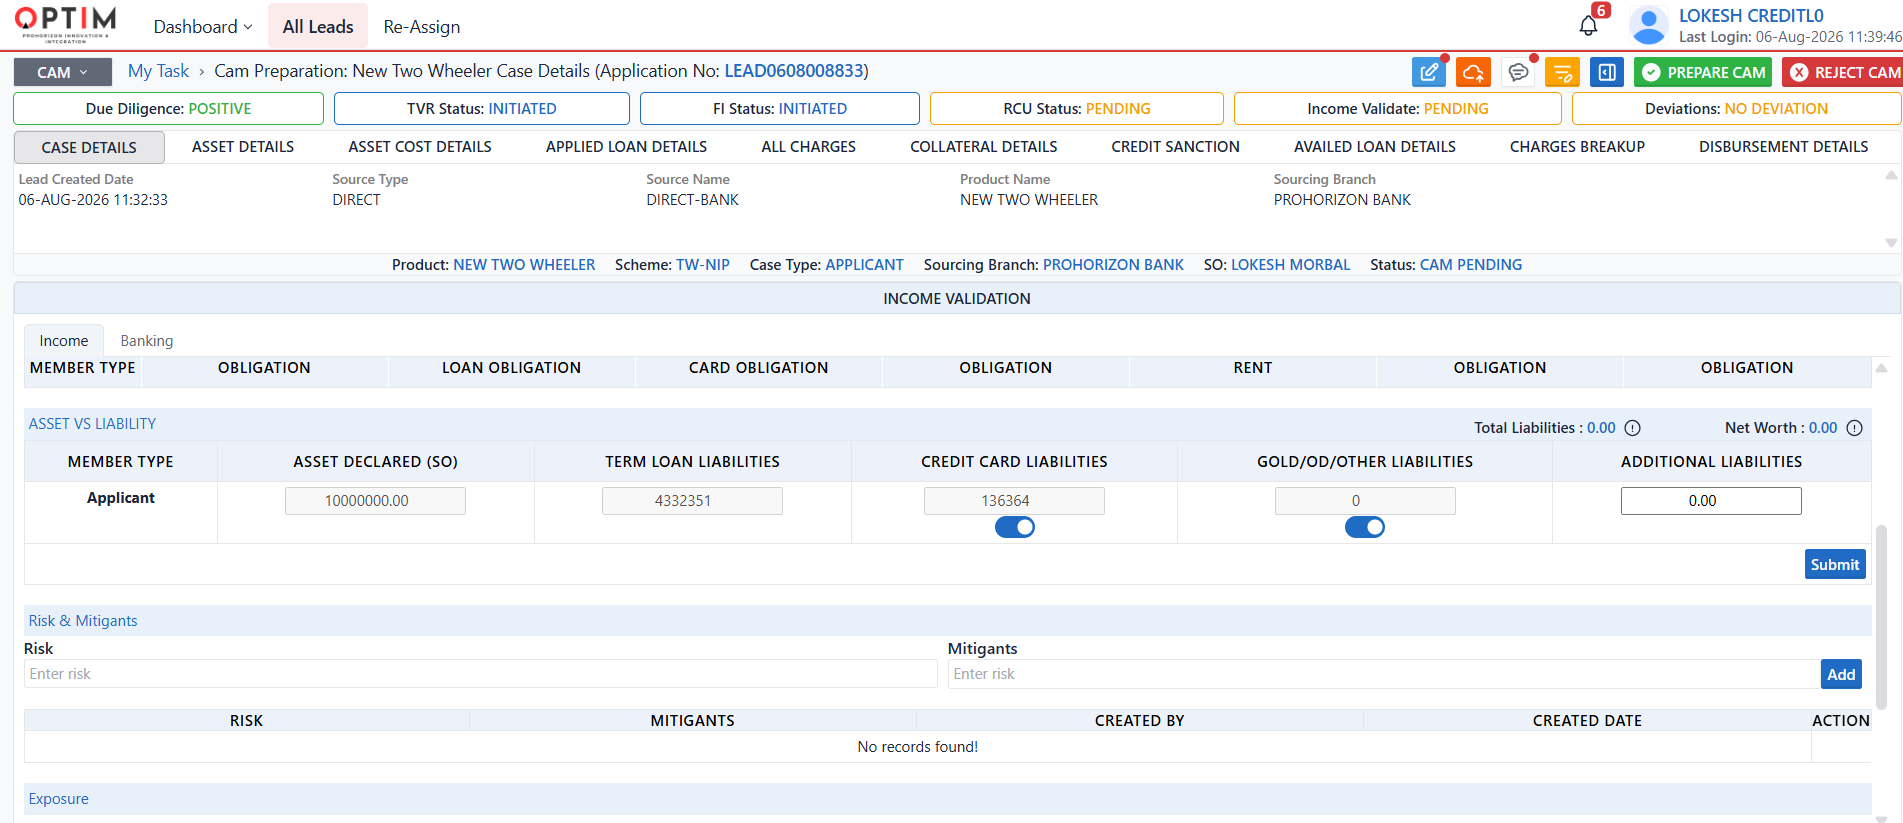 OPTIM
PROHORIZON INNOVATION &
INTEGRATION
Dashboard
All Leads
Re-Assign
6
LOKESH CREDITL0
Last Login: 06-Aug-2026 11:39:46
CAM
My Task › Cam Preparation: New Two Wheeler Case Details (Application No: LEAD0608008833)
PREPARE CAM
REJECT CAM
Due Diligence: POSITIVE
TVR Status: INITIATED
FI Status: INITIATED
RCU Status: PENDING
Income Validate: PENDING
Deviations: NO DEVIATION
CASE DETAILS
ASSET DETAILS
ASSET COST DETAILS
APPLIED LOAN DETAILS
ALL CHARGES
COLLATERAL DETAILS
CREDIT SANCTION
AVAILED LOAN DETAILS
CHARGES BREAKUP
DISBURSEMENT DETAILS
Lead Created Date
06-AUG-2026 11:32:33
Source Type
DIRECT
Source Name
DIRECT-BANK
Product Name
NEW TWO WHEELER
Sourcing Branch
PROHORIZON BANK
Product: NEW TWO WHEELER Scheme: TW-NIP Case Type: APPLICANT Sourcing Branch: PROHORIZON BANK SO: LOKESH MORBAL Status: CAM PENDING
INCOME VALIDATION
Income
Banking
MEMBER TYPE
OBLIGATION
LOAN OBLIGATION
CARD OBLIGATION
OBLIGATION
RENT
OBLIGATION
OBLIGATION
ASSET VS LIABILITY
Total Liabilities : 0.00
Net Worth : 0.00
MEMBER TYPE
ASSET DECLARED (SO)
TERM LOAN LIABILITIES
CREDIT CARD LIABILITIES
GOLD/OD/OTHER LIABILITIES
ADDITIONAL LIABILITIES
Applicant
10000000.00
4332351
136364
0
0.00
Submit
Risk & Mitigants
Risk
Mitigants
Enter risk
Enter risk
Add
RISK
MITIGANTS
CREATED BY
CREATED DATE
ACTION
No records found!
Exposure